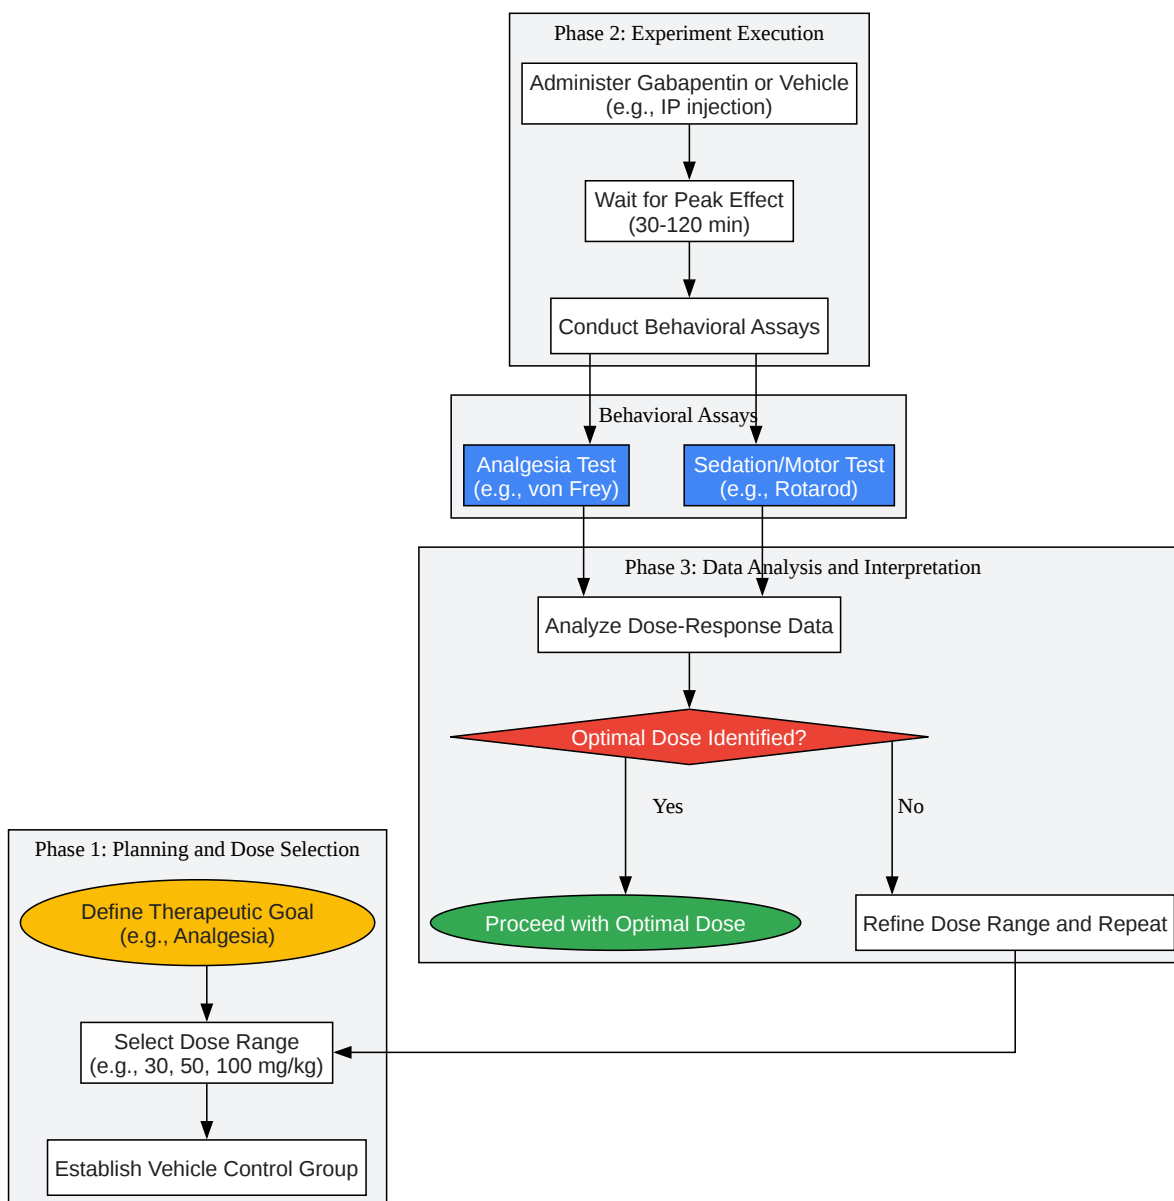 Phase 2: Experiment Execution
Administer Gabapentin or Vehicle
(e.g., IP injection)
Wait for Peak Effect
(30-120 min)
Conduct Behavioral Assays
Behavioral Assays
Analgesia Test
(e.g., von Frey)
Sedation/Motor Test
(e.g., Rotarod)
Phase 3: Data Analysis and Interpretation
Analyze Dose-Response Data
Optimal Dose Identified?
Yes
No
Proceed with Optimal Dose
Refine Dose Range and Repeat
Phase 1: Planning and Dose Selection
Define Therapeutic Goal
(e.g., Analgesia)
Select Dose Range
(e.g., 30, 50, 100 mg/kg)
Establish Vehicle Control Group